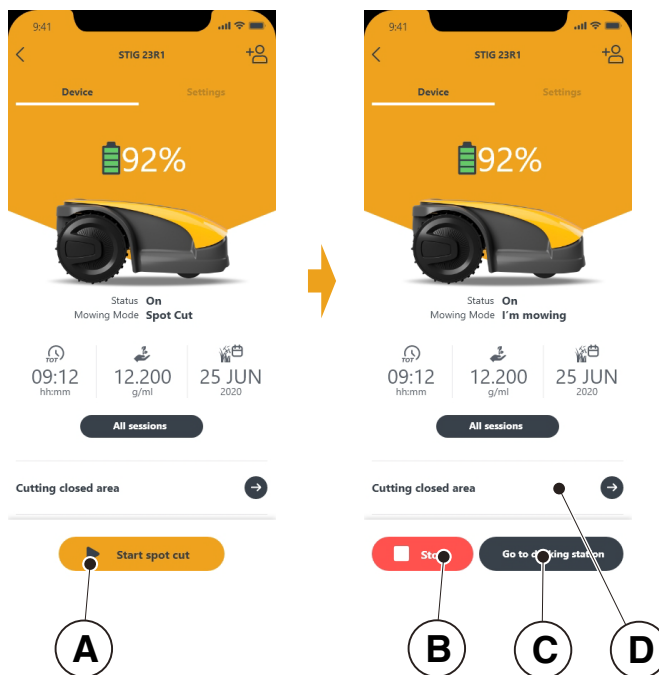 9:41
STIG 23R1
Device Settings
92%
Status On
Mowing Mode Spot Cut
TOT
09:12 12.200 25 JUN
hh:mm g/ml 2020
All sessions
Cutting closed area
Start spot cut
A
9:41
STIG 23R1
Device Settings
92%
Status On
Mowing Mode I'm mowing
TOT
09:12 12.200 25 JUN
hh:mm g/ml 2020
All sessions
Cutting closed area
Go to docking station
B C D